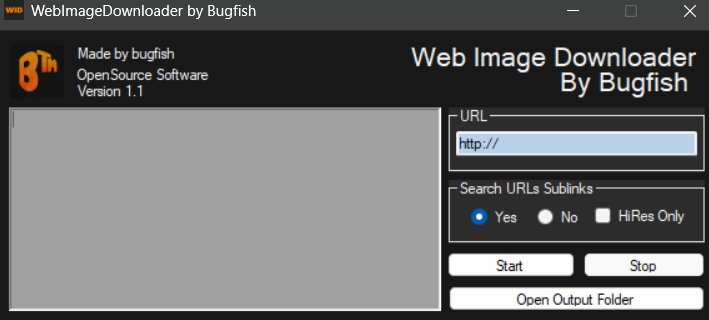 WID WebImageDownloader by Bugfish
BTM
Made by bugfish
OpenSource Software
Version 1.1
Web Image Downloader
By Bugfish
URL
http://
Search URLs Sublinks
Yes No HiRes Only
Start Stop
Open Output Folder